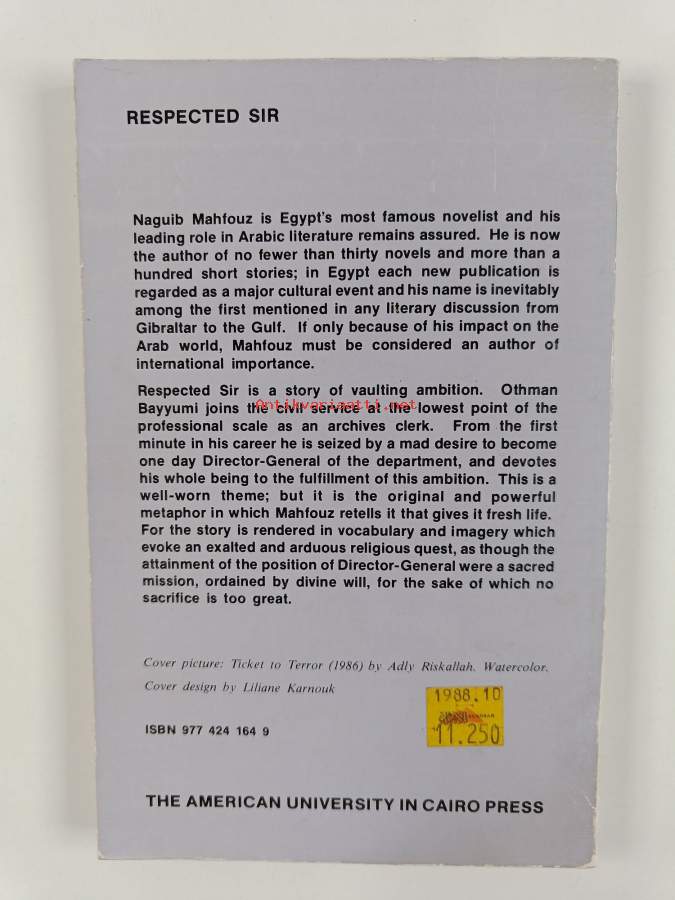 RESPECTED SIR
Naguib Mahfouz is Egypt's most famous novelist and his
leading role in Arabic literature remains assured. He is now
the author of no fewer than thirty novels and more than a
hundred short stories; in Egypt each new publication is
regarded as a major cultural event and his name is inevitably
among the first mentioned in any literary discussion from
Gibraltar to the Gulf. If only because of his impact on the
Arab world, Mahfouz must be considered an author of
international importance.
Respected Sir is a story of vaulting ambition. Othman
Antikvariaatti.net
Bayyumi joins the civil service at the lowest point of the
professional scale as an archives clerk. From the first
minute in his career he is seized by a mad desire to become
one day Director-General of the department, and devotes
his whole being to the fulfillment of this ambition. This is a
well-worn theme; but it is the original and powerful
metaphor in which Mahfouz retells it that gives it fresh life.
For the story is rendered in vocabulary and imagery which
evoke an exalted and arduous religious quest, as though the
attainment of the position of Director-General were a sacred
mission, ordained by divine will, for the sake of which no
sacrifice is too great.
Cover picture: Ticket to Terror (1986) by Adly Riskallah. Watercolor.
Cover design by Liliane Karnouk
1988.10
11.250
ISBN 977 424 164 9
THE AMERICAN UNIVERSITY IN CAIRO PRESS